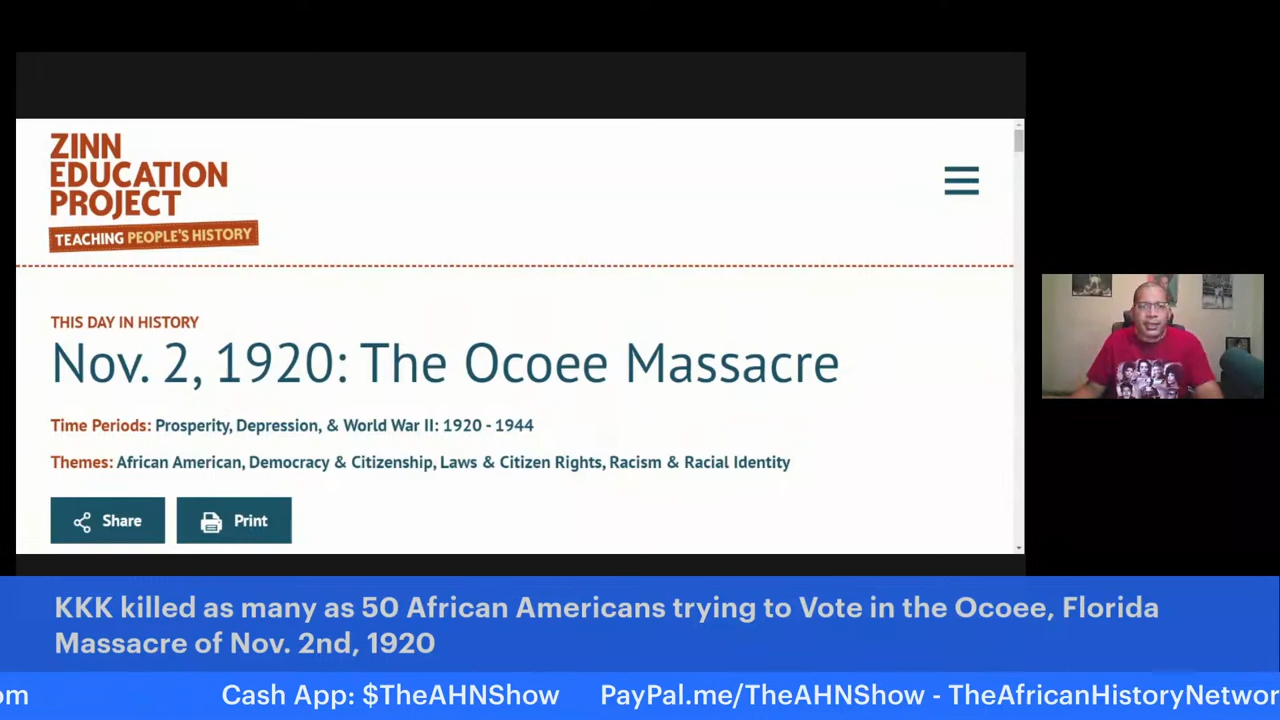 ZINN
EDUCATION
PROJECT
TEACHING PEOPLE'S HISTORY
THIS DAY IN HISTORY
Nov. 2, 1920: The Ocoee Massacre
Time Periods: Prosperity, Depression, & World War II: 1920 - 1944
Themes: African American, Democracy & Citizenship, Laws & Citizen Rights, Racism & Racial Identity
Share Print
KKK killed as many as 50 African Americans trying to Vote in the Ocoee, Florida
Massacre of Nov. 2nd, 1920
om Cash App: $TheAHNShow PayPal.me/TheAHNShow - TheAfricanHistoryNetwor